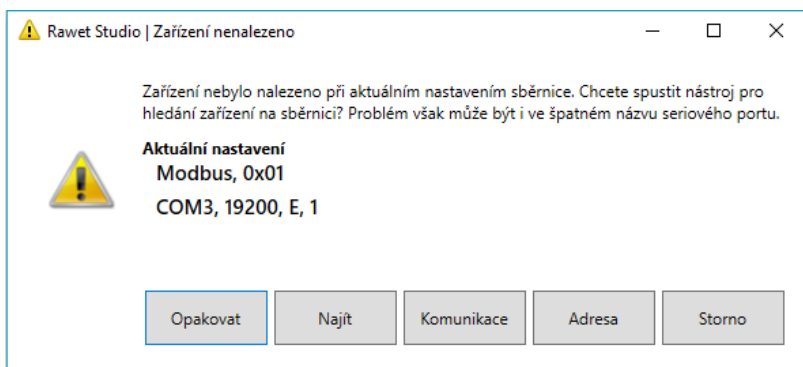 Rawet Studio | Zařízení nenalezeno
Zařízení nebylo nalezeno při aktuálním nastavením sběrnice. Chcete spustit nástroj pro
hledání zařízení na sběrnici? Problém však může být i ve špatném názvu seriového portu.
Aktuální nastavení
Modbus, 0x01
COM3, 19200, E, 1
Opakovat Najít Komunikace Adresa Storno